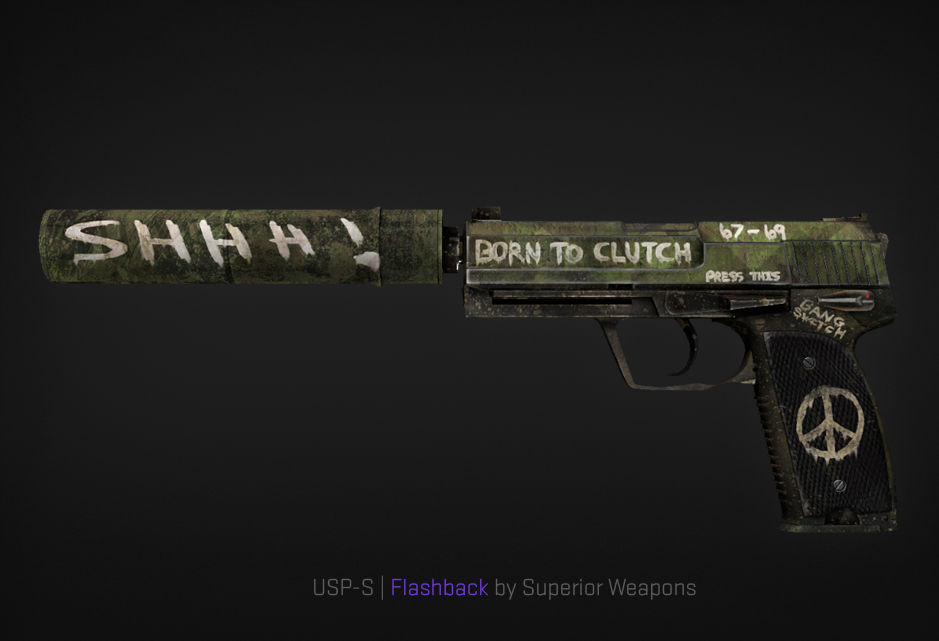 SHHH!
BORN TO CLUTCH
67-69
PRESS THIS
BANG
SWITCH
USP-S | Flashback by Superior Weapons